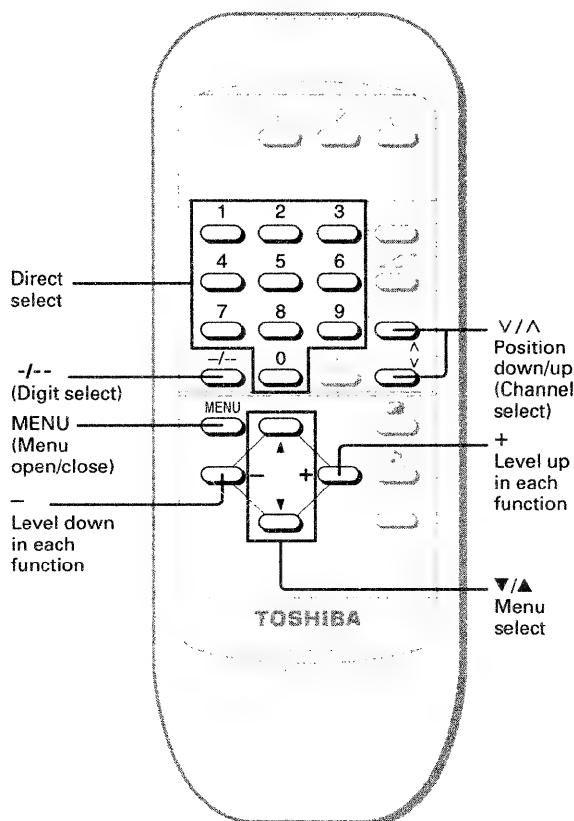 1 2 3
4 5 6
7 8 9
-/-- 0
MENU
▲
− +
▼
∧
∨
TOSHIBA
Direct
select
-/--
(Digit select)
MENU
(Menu
open/close)
−
Level down
in each
function
∨/∧
Position
down/up
(Channel
select)
+
Level up
in each
function
▼/▲
Menu
select